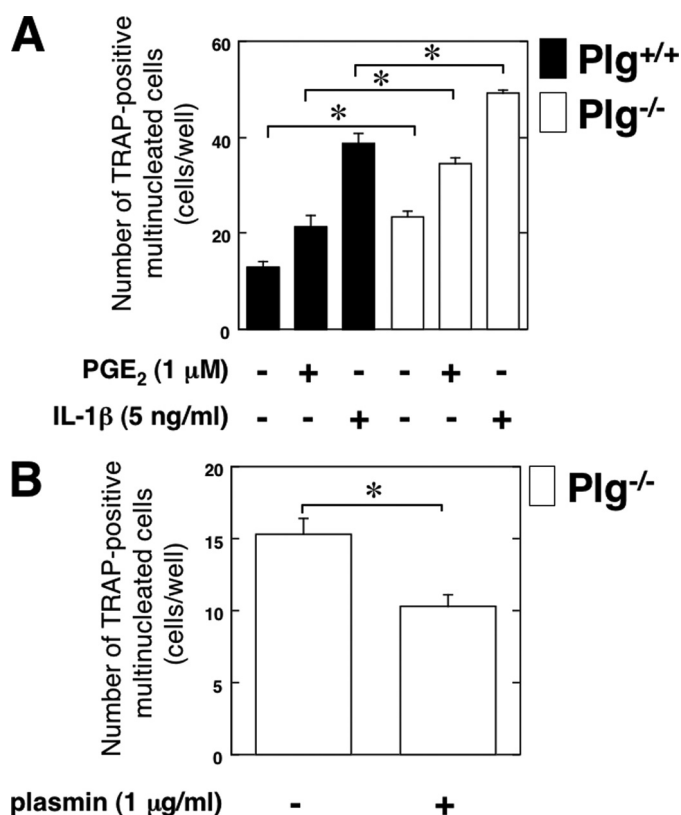 A
Number of TRAP-positive
multinucleated cells
(cells/well)
60
40
20
0
* * *
Plg+/+
Plg-/-
PGE2 (1 μM) - + - - + -
IL-1β (5 ng/ml) - - + - - +
B
Number of TRAP-positive
multinucleated cells
(cells/well)
20
15
10
5
0
*
Plg-/-
plasmin (1 μg/ml) - +